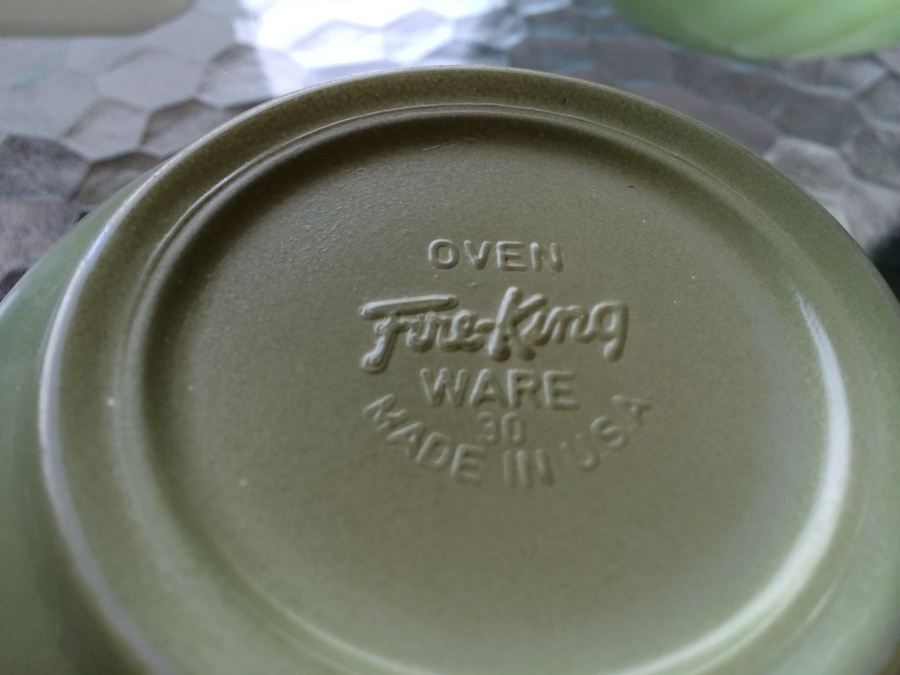 OVEN
Fire-King
WARE
30
MADE IN USA